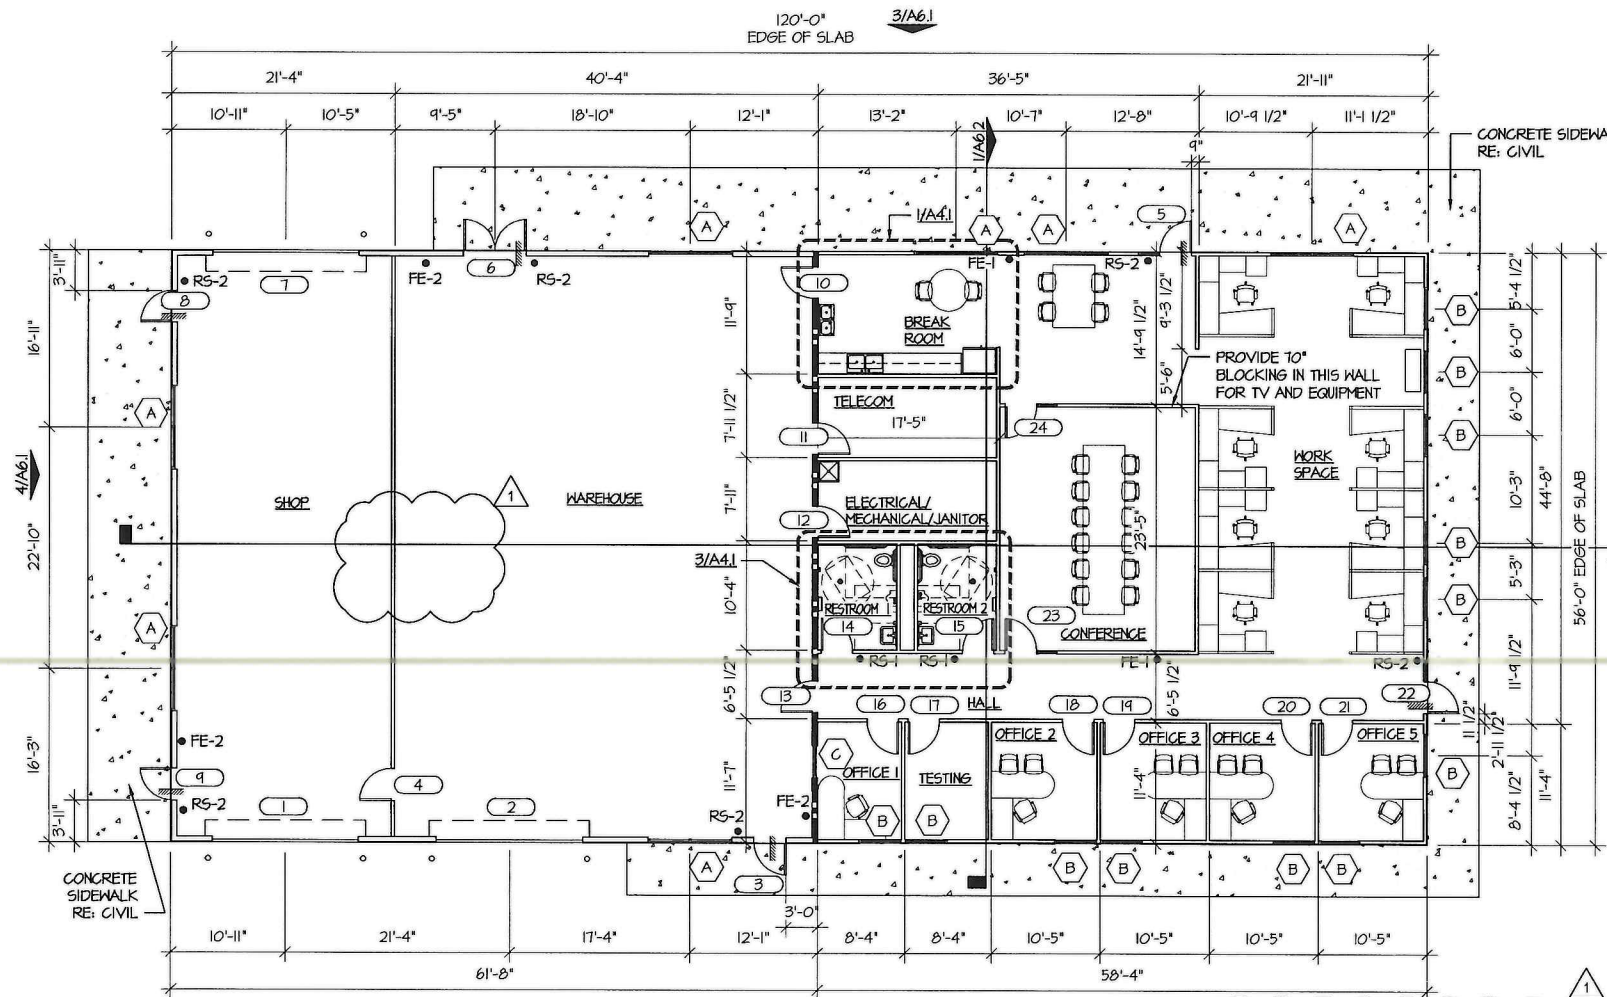 120'-0"
EDGE OF SLAB
3/A6.1
21'-4"
40'-4"
36'-5"
21'-11"
10'-11"
10'-5"
9'-5"
18'-10"
12'-1"
13'-2"
10'-7"
12'-8"
10'-9 1/2"
11'-1 1/2"
1/A6.2
9"
CONCRETE SIDEWA
RE: CIVIL
1/A4.1
A
A
A
A
5
3'-11"
RS-2
8
7
FE-2
6
RS-2
10
FE-1
RS-2
BREAK
ROOM
11'-9"
14'-9 1/2"
9'-3 1/2"
5'-6"
5'-4 1/2"
B
6'-0"
B
6'-0"
B
PROVIDE 70"
BLOCKING IN THIS WALL
FOR TV AND EQUIPMENT
16'-11"
A
TELECOM
17'-5"
7'-11 1/2"
11
24
4/A6.1
SHOP
1
WAREHOUSE
7'-11"
12
ELECTRICAL/
MECHANICAL/JANITOR
WORK
SPACE
10'-3"
44'-8"
56'-0" EDGE OF SLAB
22'-10"
3/A4.1
10'-4"
23'-5"
B
5'-3"
B
A
RESTROOM 1
RESTROOM 2
14
15
23
CONFERENCE
RS-1
RS-1
FE-1
RS-2
6'-5 1/2"
6'-5 1/2"
11'-9 1/2"
13
16
17
HALL
18
19
20
21
22
11 1/2"
2'-11 1/2"
16'-3"
FE-2
9
RS-2
3'-11"
1
4
2
11'-7"
RS-2
FE-2
C
OFFICE 1
B
TESTING
B
OFFICE 2
OFFICE 3
11'-4"
OFFICE 4
OFFICE 5
B
8'-4 1/2"
11'-4"
CONCRETE
SIDEWALK
RE: CIVIL
A
3
3'-0"
B
B
B
B
10'-11"
21'-4"
17'-4"
12'-1"
8'-4"
8'-4"
10'-5"
10'-5"
10'-5"
10'-5"
61'-8"
58'-4"
1